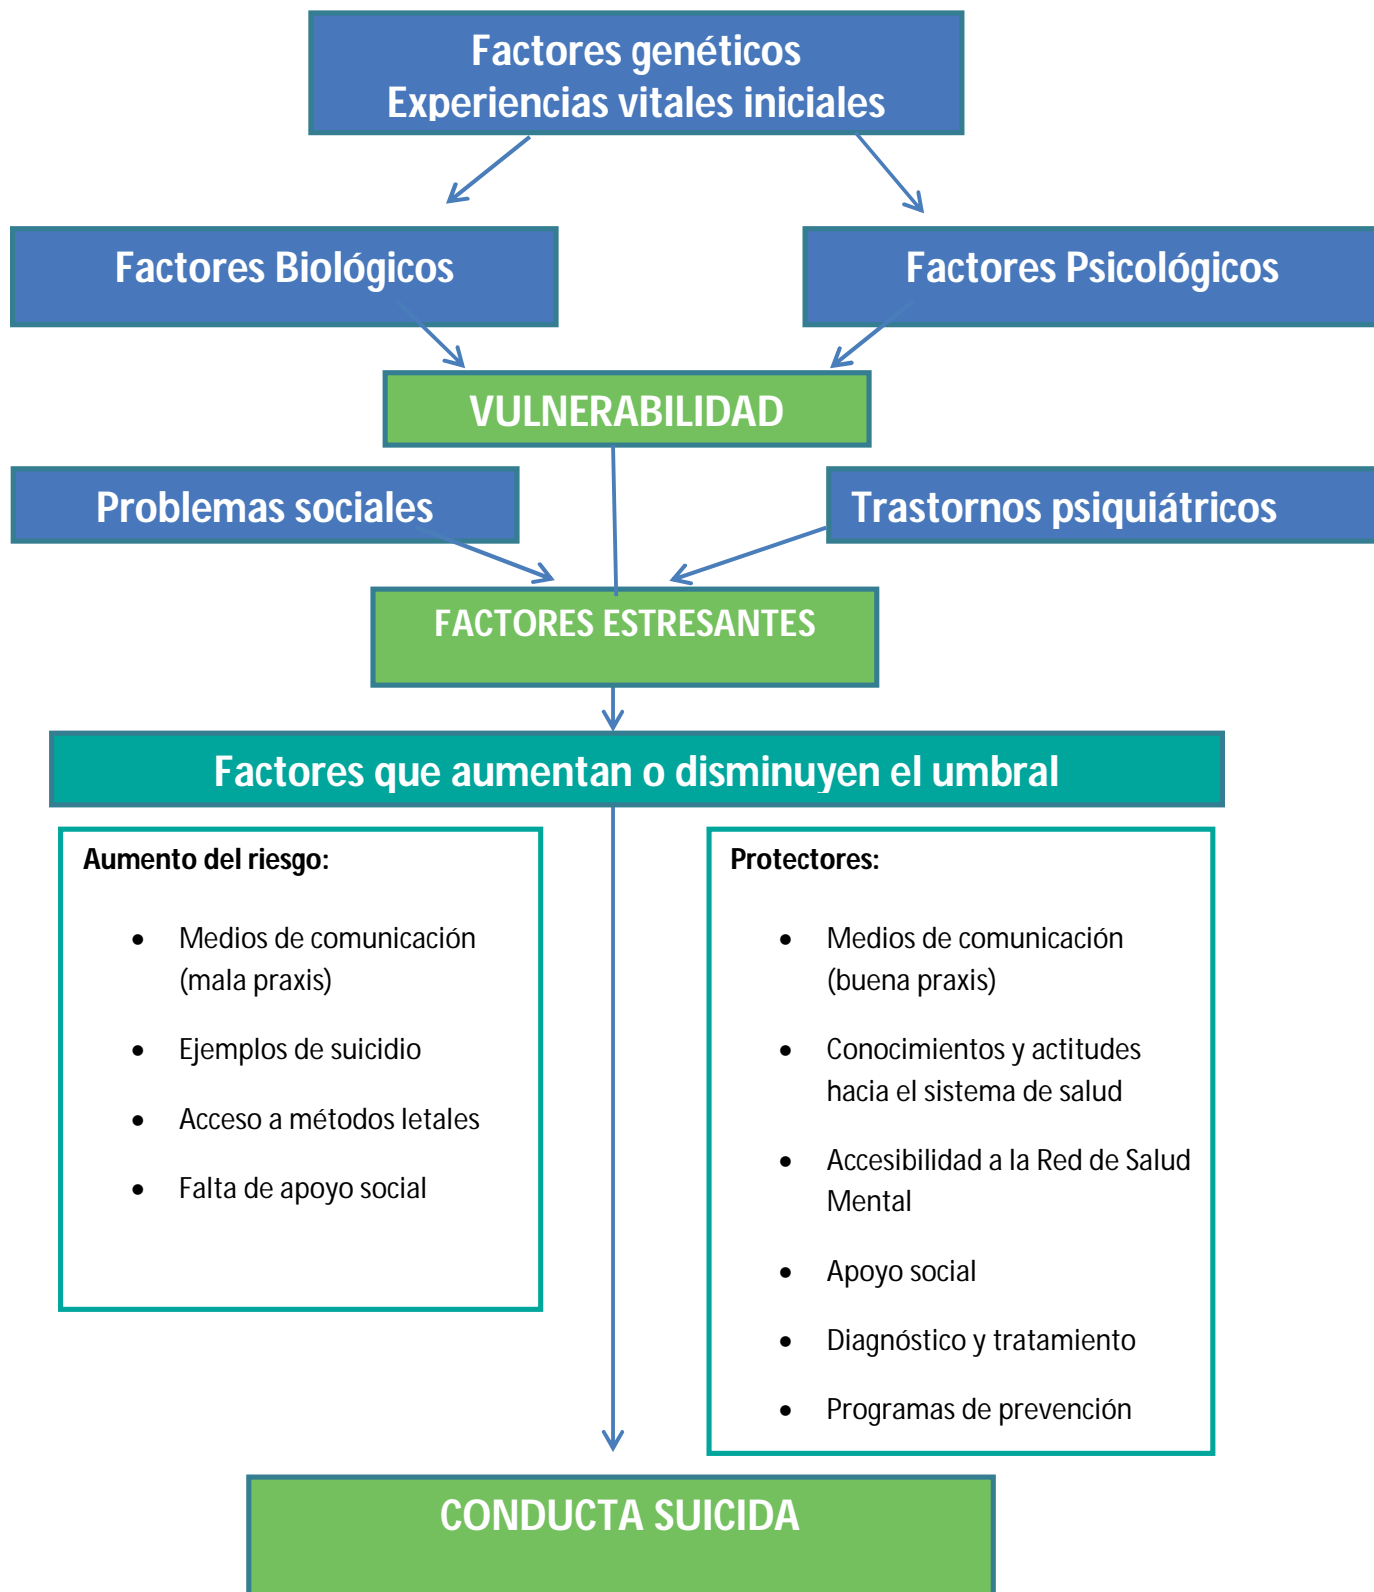 Factores genéticos
Experiencias vitales iniciales
Factores Biológicos
Factores Psicológicos
VULNERABILIDAD
Problemas sociales
Trastornos psiquiátricos
FACTORES ESTRESANTES
Factores que aumentan o disminuyen el umbral
Aumento del riesgo:
• Medios de comunicación
(mala praxis)
• Ejemplos de suicidio
• Acceso a métodos letales
• Falta de apoyo social
Protectores:
• Medios de comunicación
(buena praxis)
• Conocimientos y actitudes
hacia el sistema de salud
• Accesibilidad a la Red de Salud
Mental
• Apoyo social
• Diagnóstico y tratamiento
• Programas de prevención
CONDUCTA SUICIDA